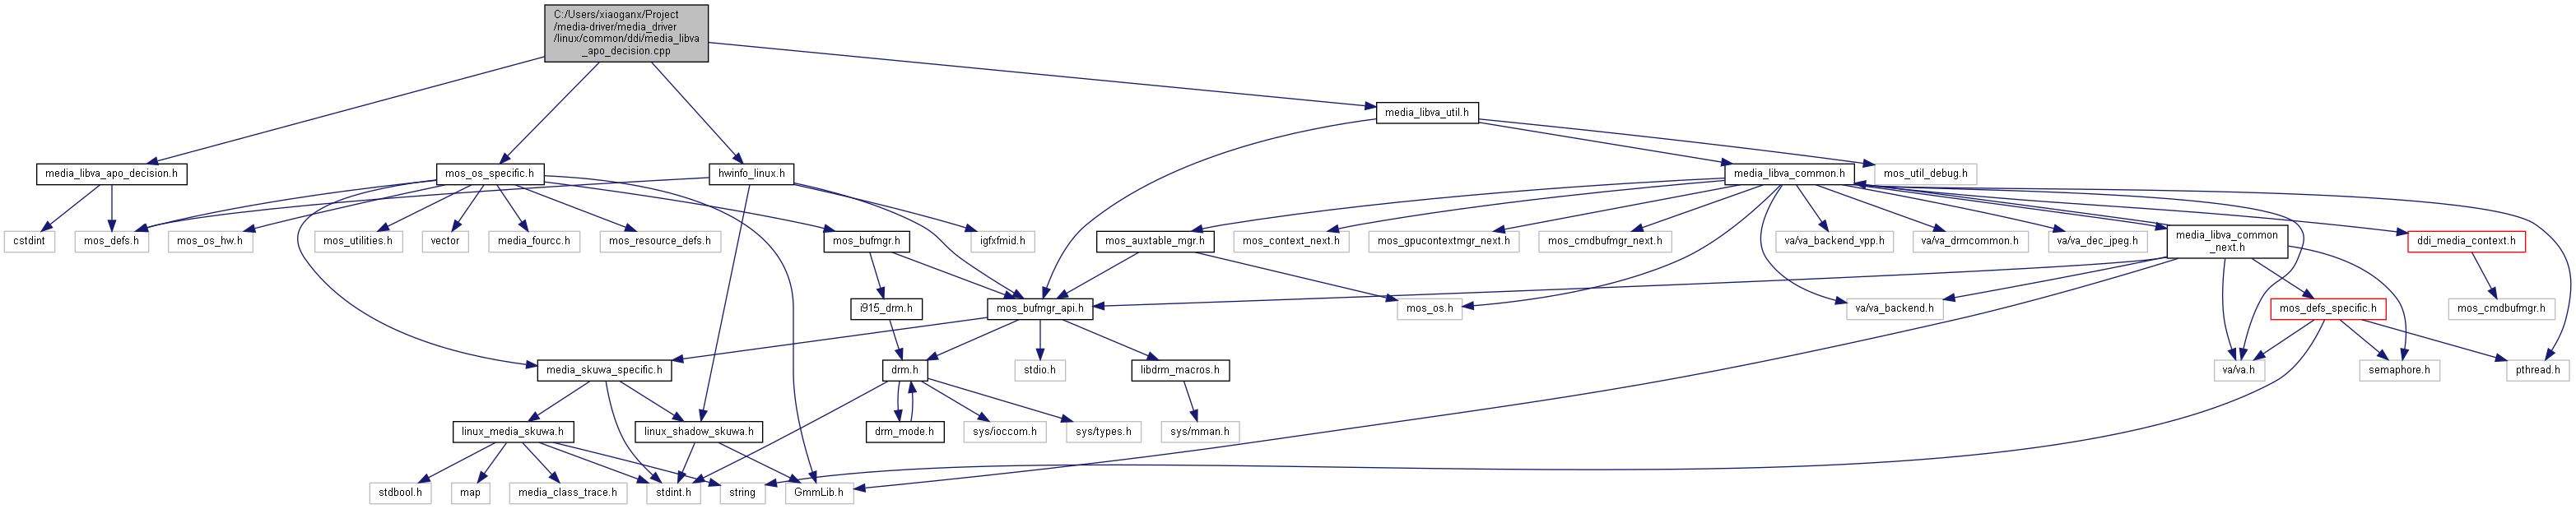 C:/Users/xiaoganx/Project
/media-driver/media_driver
/linux/common/ddi/media_libva
_apo_decision.cpp
media_libva_util.h
media_libva_apo_decision.h
mos_os_specific.h
hwinfo_linux.h
media_libva_common.h
mos_util_debug.h
cstdint
mos_defs.h
mos_os_hw.h
mos_utilities.h
vector
media_fourcc.h
mos_resource_defs.h
mos_bufmgr.h
igfxfmid.h
mos_auxtable_mgr.h
mos_context_next.h
mos_gpucontextmgr_next.h
mos_cmdbufmgr_next.h
va/va_backend_vpp.h
va/va_drmcommon.h
va/va_dec_jpeg.h
media_libva_common
_next.h
ddi_media_context.h
i915_drm.h
mos_bufmgr_api.h
mos_os.h
va/va_backend.h
mos_defs_specific.h
mos_cmdbufmgr.h
media_skuwa_specific.h
drm.h
stdio.h
libdrm_macros.h
va/va.h
semaphore.h
pthread.h
linux_media_skuwa.h
linux_shadow_skuwa.h
drm_mode.h
sys/ioccom.h
sys/types.h
sys/mman.h
stdbool.h
map
media_class_trace.h
stdint.h
string
GmmLib.h